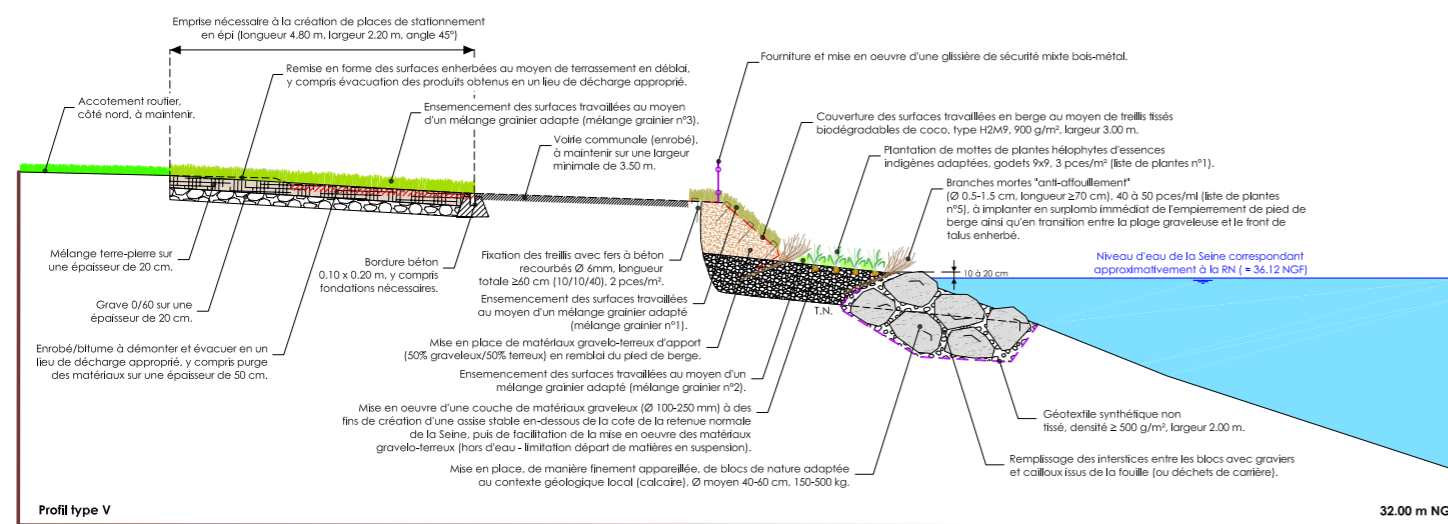 Emprise nécessaire à la création de places de stationnement
en épi (longueur 4.80 m, largeur 2.20 m, angle 45°)
Fourniture et mise en oeuvre d'une glissière de sécurité mixte bois-métal.
Remise en forme des surfaces enherbées au moyen de terrassement en déblai,
y compris évacuation des produits obtenus en un lieu de décharge approprié.
Accotement routier,
côté nord, à maintenir.
Ensemencement des surfaces travaillées au moyen
d'un mélange grainier adapte (mélange grainier n°3).
Couverture des surfaces travaillées en berge au moyen de treillis tissés
biodégradables de coco, type H2M9, 900 g/m², largeur 3.00 m.
Voirie communale (enrobé),
à maintenir sur une largeur
minimale de 3.50 m.
Plantation de mottes de plantes hélophytes d'essences
indigènes adaptées, godets 9x9, 3 pces/m² (liste de plantes n°1).
Branches mortes "anti-affouillement"
(Ø 0.5-1.5 cm, longueur ≥70 cm). 40 à 50 pces/ml (liste de plantes
n°5), à implanter en surplomb immédiat de l'empierrement de pied de
berge ainsi qu'en transition entre la plage graveleuse et le front de
talus enherbé.
Niveau d'eau de la Seine correspondant
approximativement à la RN ( = 36.12 NGF)
10 à 20 cm
Mélange terre-pierre sur
une épaisseur de 20 cm.
Bordure béton
0.10 x 0.20 m, y compris
fondations nécessaires.
Fixation des treillis avec fers à béton
recourbés Ø 6mm, longueur
totale ≥60 cm (10/10/40), 2 pces/m².
Grave 0/60 sur une
épaisseur de 20 cm.
Ensemencement des surfaces travaillées
au moyen d'un mélange grainier adapté
(mélange grainier n°1).
T.N.
Mise en place de matériaux gravelo-terreux d'apport
(50% graveleux/50% terreux) en remblai du pied de berge.
Enrobé/bitume à démonter et évacuer en un
lieu de décharge approprié, y compris purge
des matériaux sur une épaisseur de 50 cm.
Ensemencement des surfaces travaillées au moyen d'un
mélange grainier adapté (mélange grainier n°2).
Mise en oeuvre d'une couche de matériaux graveleux (Ø 100-250 mm) à des
fins de création d'une assise stable en-dessous de la cote de la retenue normale
de la Seine, puis de facilitation de la mise en oeuvre des matériaux
gravelo-terreux (hors d'eau - limitation départ de matières en suspension).
Géotextile synthétique non
tissé, densité ≥ 500 g/m², largeur 2.00 m.
Mise en place, de manière finement appareillée, de blocs de nature adaptée
au contexte géologique local (calcaire), Ø moyen 40-60 cm, 150-500 kg.
Remplissage des interstices entre les blocs avec graviers
et cailloux issus de la fouille (ou déchets de carrière).
Profil type V
32.00 m NG